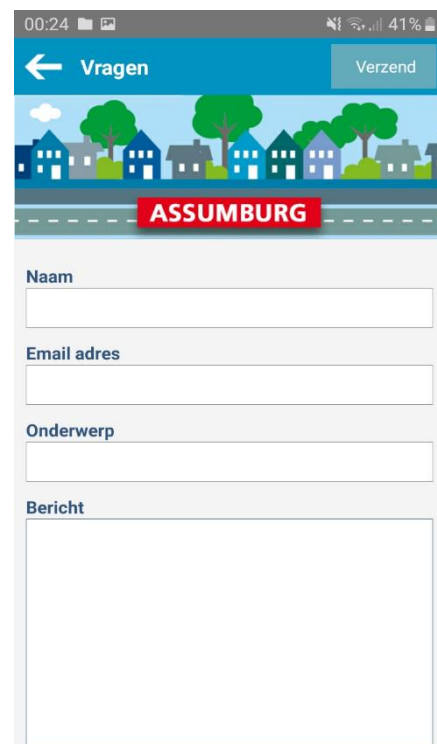 00:24 41%
Vragen Verzend
ASSUMBURG
Naam
Email adres
Onderwerp
Bericht